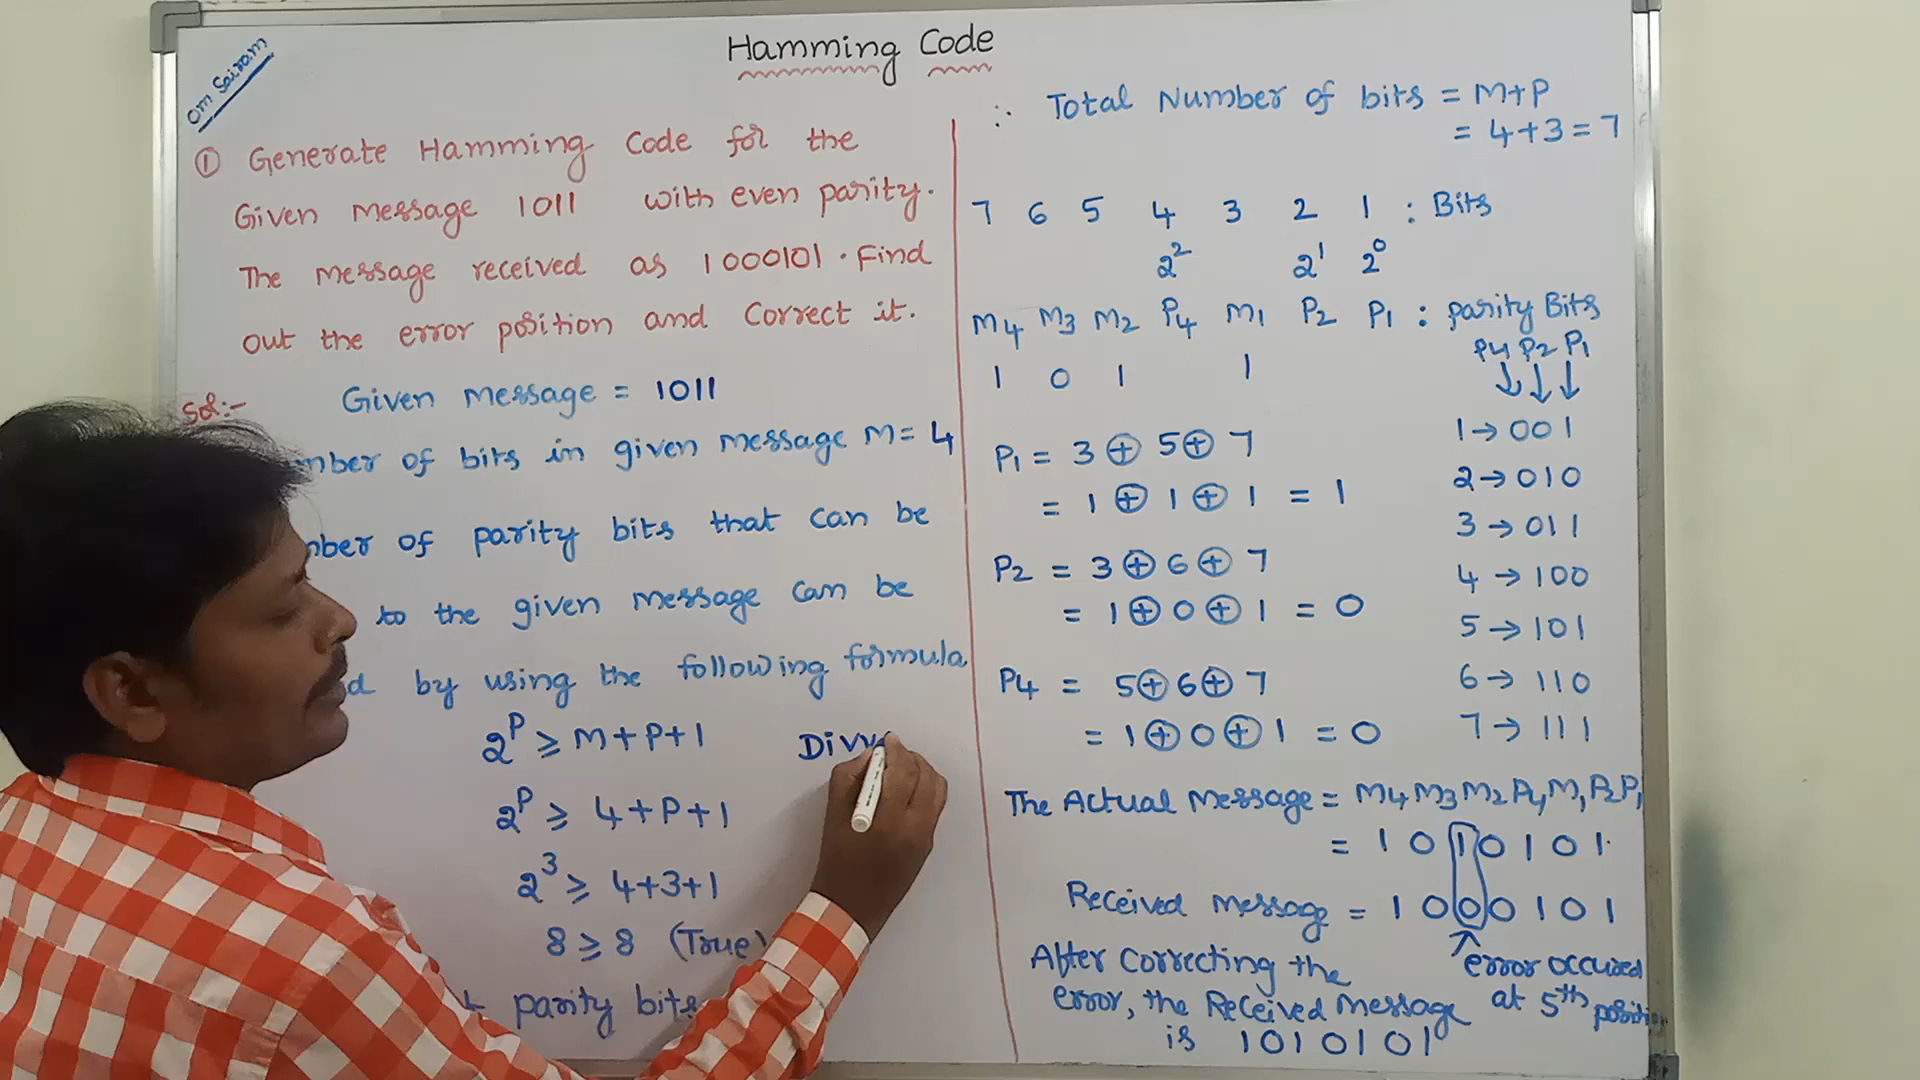 Hamming Code
Om Sairam
① Generate Hamming Code for the
Given message 1011 with even parity.
The message received as 1000101. Find
out the error position and Correct it.
Sol:- Given message = 1011
mber of bits in given message M = 4
ber of parity bits that can be
to the given message can be
d by using the following formula
2^P ≥ M + P + 1
Divy
2^P ≥ 4 + P + 1
2^3 ≥ 4+3+1
8 ≥ 8 (True)
parity bits
∴ Total Number of bits = M+P
= 4+3 = 7
7 6 5 4 3 2 1 : Bits
2^2 2^1 2^0
M4 M3 M2 P4 M1 P2 P1 : parity Bits
1 0 1 1
P4 P2 P1
↓ ↓ ↓
1→001
2→010
3→011
4→100
5→101
6→110
7→111
P1 = 3 ⊕ 5 ⊕ 7
= 1 ⊕ 1 ⊕ 1 = 1
P2 = 3 ⊕ 6 ⊕ 7
= 1 ⊕ 0 ⊕ 1 = 0
P4 = 5 ⊕ 6 ⊕ 7
= 1 ⊕ 0 ⊕ 1 = 0
The Actual Message = M4 M3 M2 P4 M1 P2 P1
= 1 0 1 0 1 0 1.
Received message = 1 0 0 0 1 0 1
↑ error occured
at 5th position
After Correcting the
error, the Received message
is 1010101